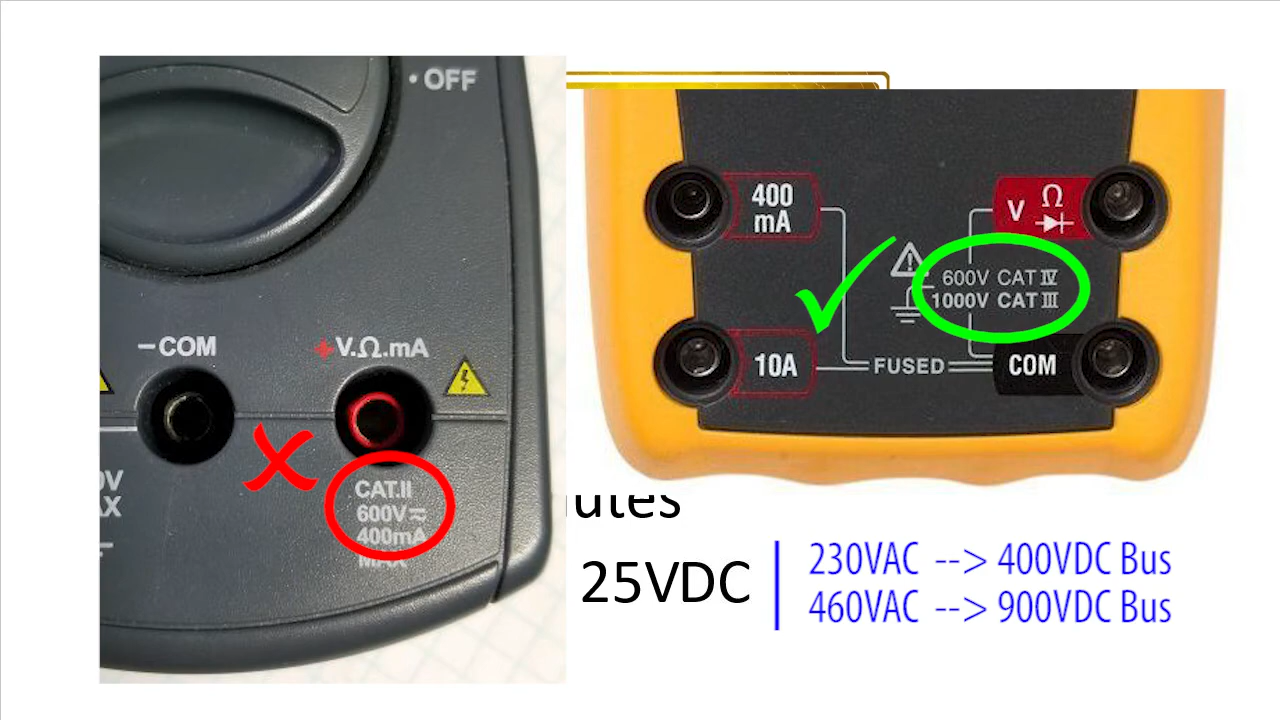 OFF
−COM
+V.Ω.mA
CAT.II
600V
400mA
MAX
400
mA
V Ω
600V CAT IV
1000V CAT III
10A
FUSED
COM
25VDC
230VAC --> 400VDC Bus
460VAC --> 900VDC Bus